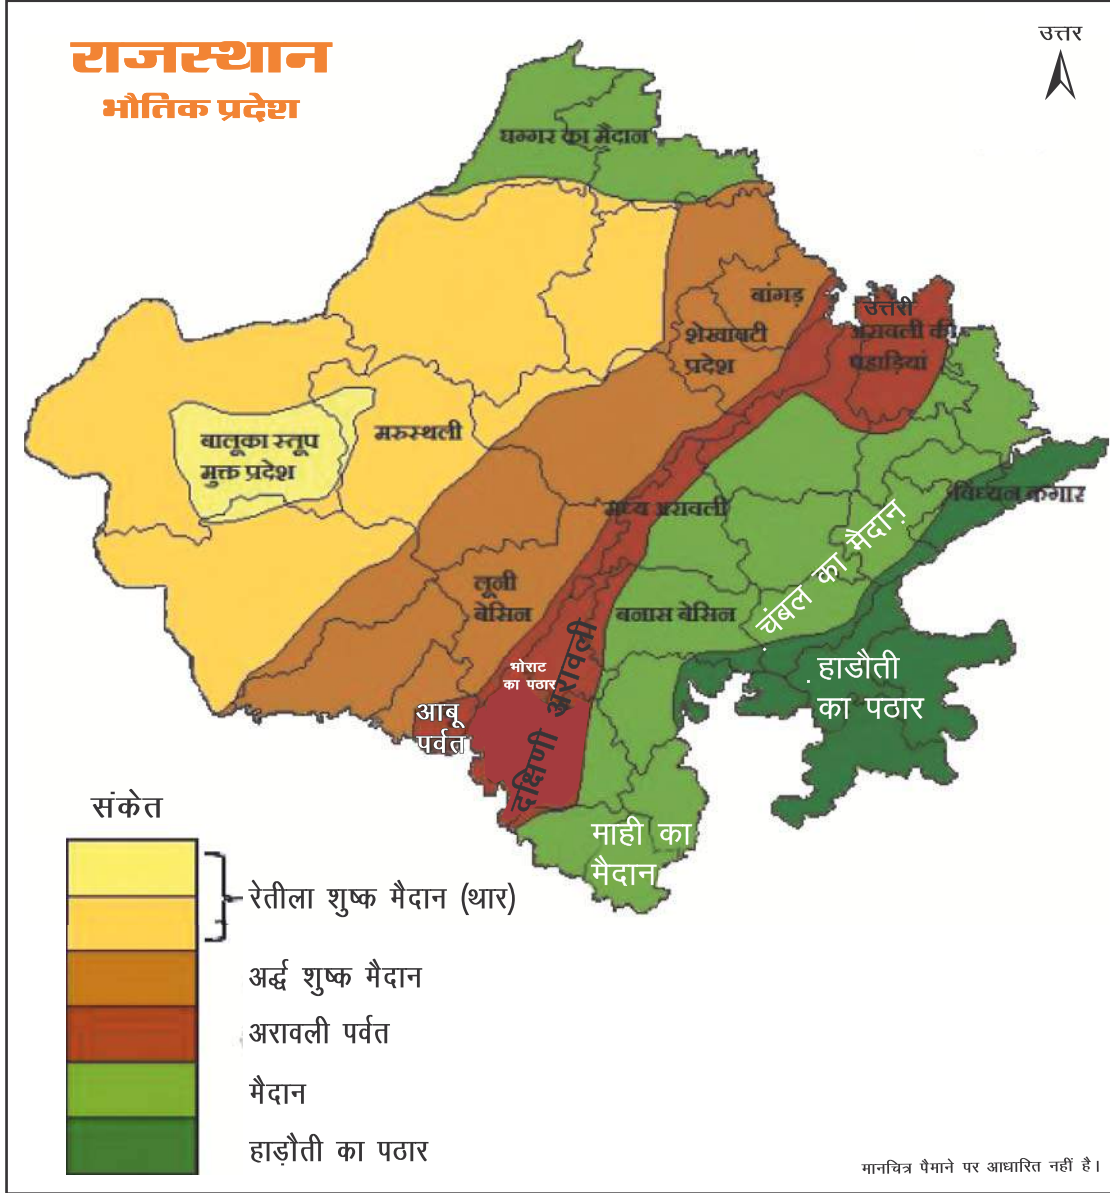 राजस्थान
भौतिक प्रदेश
उत्तर
घग्गर का मैदान
बांगड़
उत्तरी
अरावली की
पहाड़ियां
शेखावटी
प्रदेश
बालूका स्तूप
मुक्त प्रदेश
मरुस्थली
मध्य अरावली
विंध्यन कगार
चंबल का मैदान
लूनी
बेसिन
बनास बेसिन
भोराट
का पठार
दक्षिणी अरावली
हाडौती
का पठार
आबू
पर्वत
माही का
मैदान
संकेत
रेतीला शुष्क मैदान (थार)
अर्द्ध शुष्क मैदान
अरावली पर्वत
मैदान
हाड़ौती का पठार
मानचित्र पैमाने पर आधारित नहीं है।